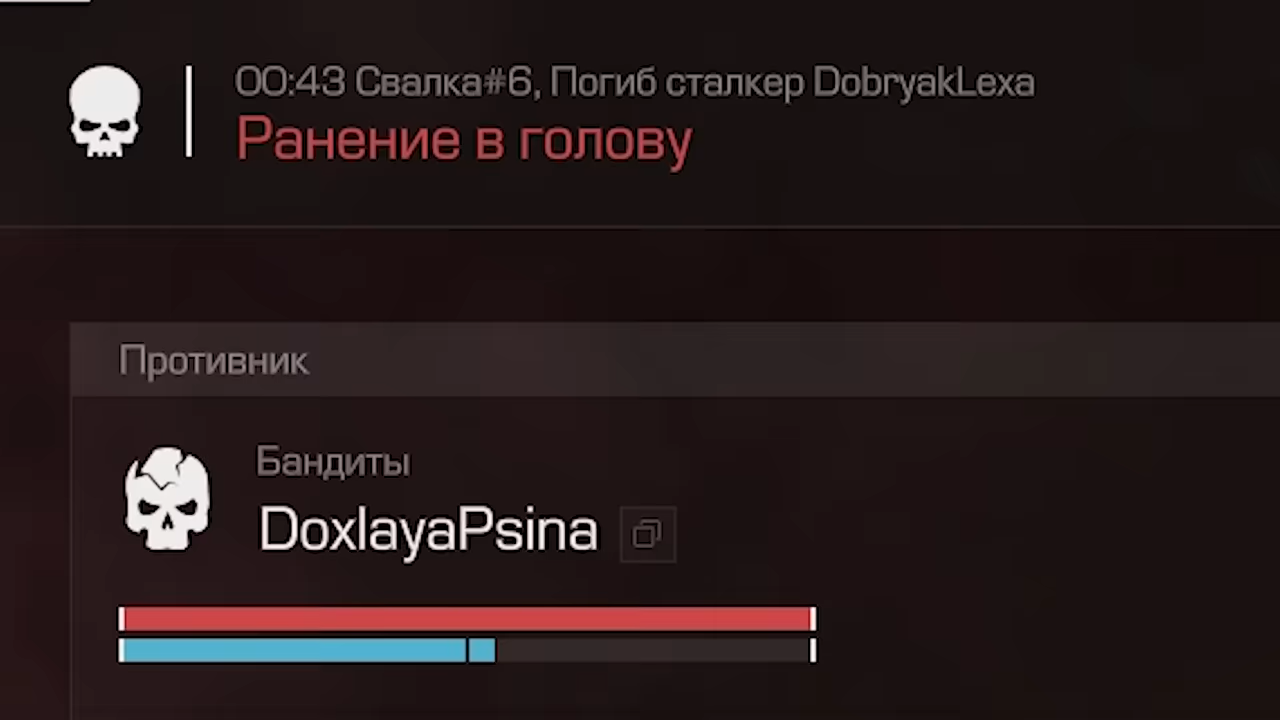 00:43 Свалка#6, Погиб сталкер DobryakLexa
Ранение в голову
Противник
Бандиты
DoxlayaPsina